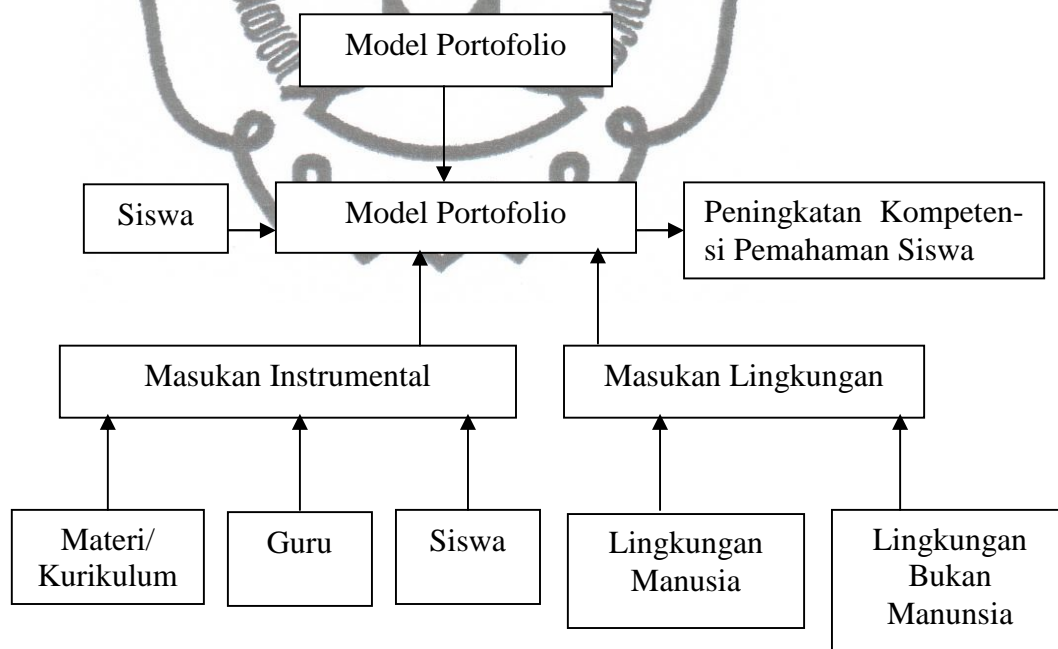 Model Portofolio
Siswa
Model Portofolio
Peningkatan Kompeten-
si Pemahaman Siswa
Masukan Instrumental
Masukan Lingkungan
Materi/
Kurikulum
Guru
Siswa
Lingkungan
Manusia
Lingkungan
Bukan
Manunsia